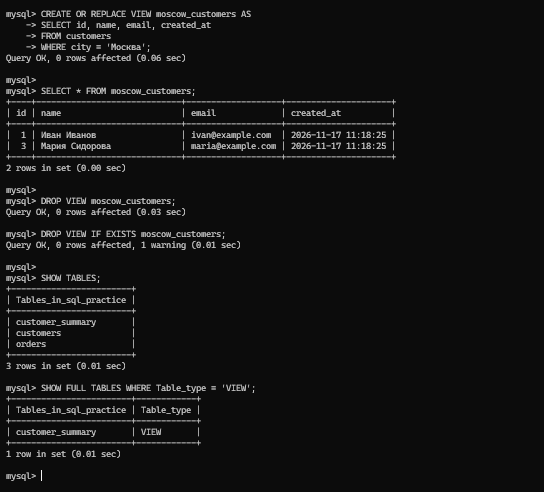 mysql> CREATE OR REPLACE VIEW moscow_customers AS
    -> SELECT id, name, email, created_at
    -> FROM customers
    -> WHERE city = 'Москва';
Query OK, 0 rows affected (0.06 sec)

mysql>
mysql> SELECT * FROM moscow_customers;
+----+---------------------------+-------------------+---------------------+
| id | name                      | email             | created_at          |
+----+---------------------------+-------------------+---------------------+
|  1 | Иван Иванов               | ivan@example.com  | 2026-11-17 11:18:25 |
|  3 | Мария Сидорова            | maria@example.com | 2026-11-17 11:18:25 |
+----+---------------------------+-------------------+---------------------+
2 rows in set (0.00 sec)

mysql>
mysql> DROP VIEW moscow_customers;
Query OK, 0 rows affected (0.03 sec)

mysql> DROP VIEW IF EXISTS moscow_customers;
Query OK, 0 rows affected, 1 warning (0.01 sec)

mysql>
mysql> SHOW TABLES;
+------------------------+
| Tables_in_sql_practice |
+------------------------+
| customer_summary       |
| customers              |
| orders                 |
+------------------------+
3 rows in set (0.01 sec)

mysql> SHOW FULL TABLES WHERE Table_type = 'VIEW';
+------------------------+------------+
| Tables_in_sql_practice | Table_type |
+------------------------+------------+
| customer_summary       | VIEW       |
+------------------------+------------+
1 row in set (0.01 sec)

mysql>